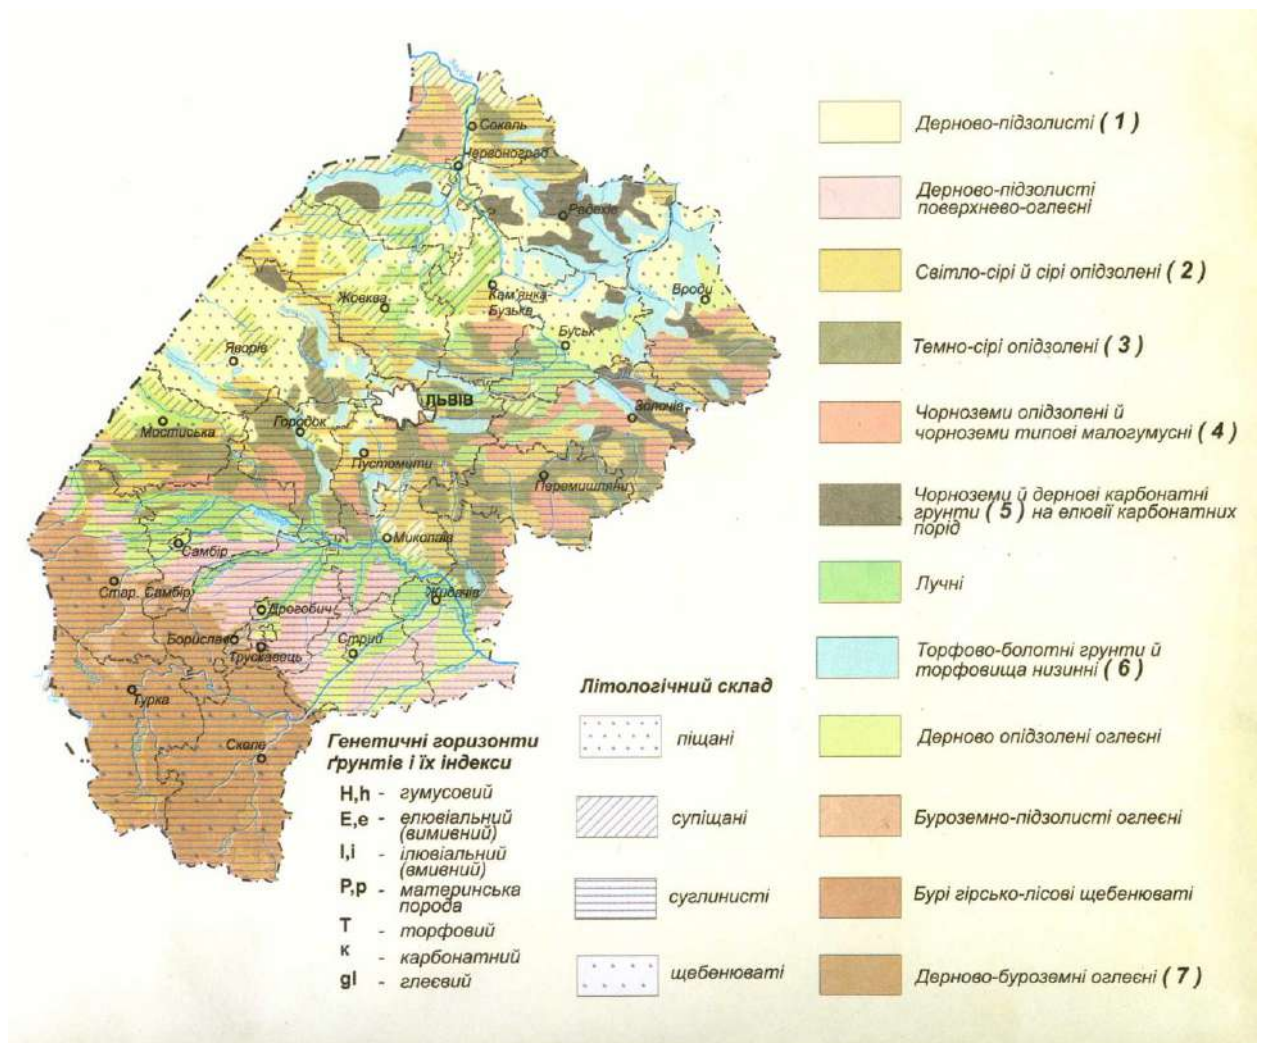 Сокаль
Червоноград
Радехів
Жовква
Кам'янка-
Бузька
Броди
Буськ
Яворів
ЛЬВІВ
Золочів
Мостиська
Городок
Пустомити
Перемишляни
Миколаїв
Самбір
Стар. Самбір
Дрогобич
Жидачів
Борислав
Трускавець
Стрий
Турка
Сколе
Генетичні горизонти
ґрунтів і їх індекси
H,h - гумусовий
E,e - елювіальний
(вимивний)
I,i - ілювіальний
(вмивний)
P,p - материнська
порода
T - торфовий
к - карбонатний
gl - глеєвий
Літологічний склад
піщані
супіщані
суглинисті
щебенюваті
Дерново-підзолисті ( 1 )
Дерново-підзолисті
поверхнево-оглеєні
Світло-сірі й сірі опідзолені ( 2 )
Темно-сірі опідзолені ( 3 )
Чорноземи опідзолені й
чорноземи типові малогумусні ( 4 )
Чорноземи й дернові карбонатні
грунти ( 5 ) на елювії карбонатних
порід
Лучні
Торфово-болотні грунти й
торфовища низинні ( 6 )
Дерново опідзолені оглеєні
Буроземно-підзолисті оглеєні
Бурі гірсько-лісові щебенюваті
Дерново-буроземні оглеєні ( 7 )